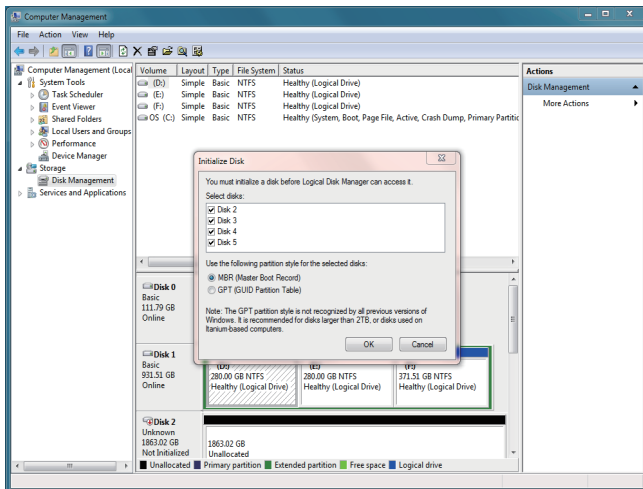 Computer Management
File Action View Help
Computer Management (Local
System Tools
Task Scheduler
Event Viewer
Shared Folders
Local Users and Groups
Performance
Device Manager
Storage
Disk Management
Services and Applications
Volume Layout Type File System Status
(D:) Simple Basic NTFS Healthy (Logical Drive)
(E:) Simple Basic NTFS Healthy (Logical Drive)
(F:) Simple Basic NTFS Healthy (Logical Drive)
OS (C:) Simple Basic NTFS Healthy (System, Boot, Page File, Active, Crash Dump, Primary Partitic
Actions
Disk Management
More Actions
Initialize Disk
You must initialize a disk before Logical Disk Manager can access it.
Select disks:
Disk 2
Disk 3
Disk 4
Disk 5
Use the following partition style for the selected disks:
MBR (Master Boot Record)
GPT (GUID Partition Table)
Note: The GPT partition style is not recognized by all previous versions of
Windows. It is recommended for disks larger than 2TB, or disks used on
Itanium-based computers.
OK Cancel
Disk 0
Basic
111.79 GB
Online
Disk 1
Basic
931.51 GB
Online
(D:)
280.00 GB NTFS
Healthy (Logical Drive)
(E:)
280.00 GB NTFS
Healthy (Logical Drive)
(F:)
371.51 GB NTFS
Healthy (Logical Drive)
Disk 2
Unknown
1863.02 GB
Not Initialized
1863.02 GB
Unallocated
Unallocated Primary partition Extended partition Free space Logical drive